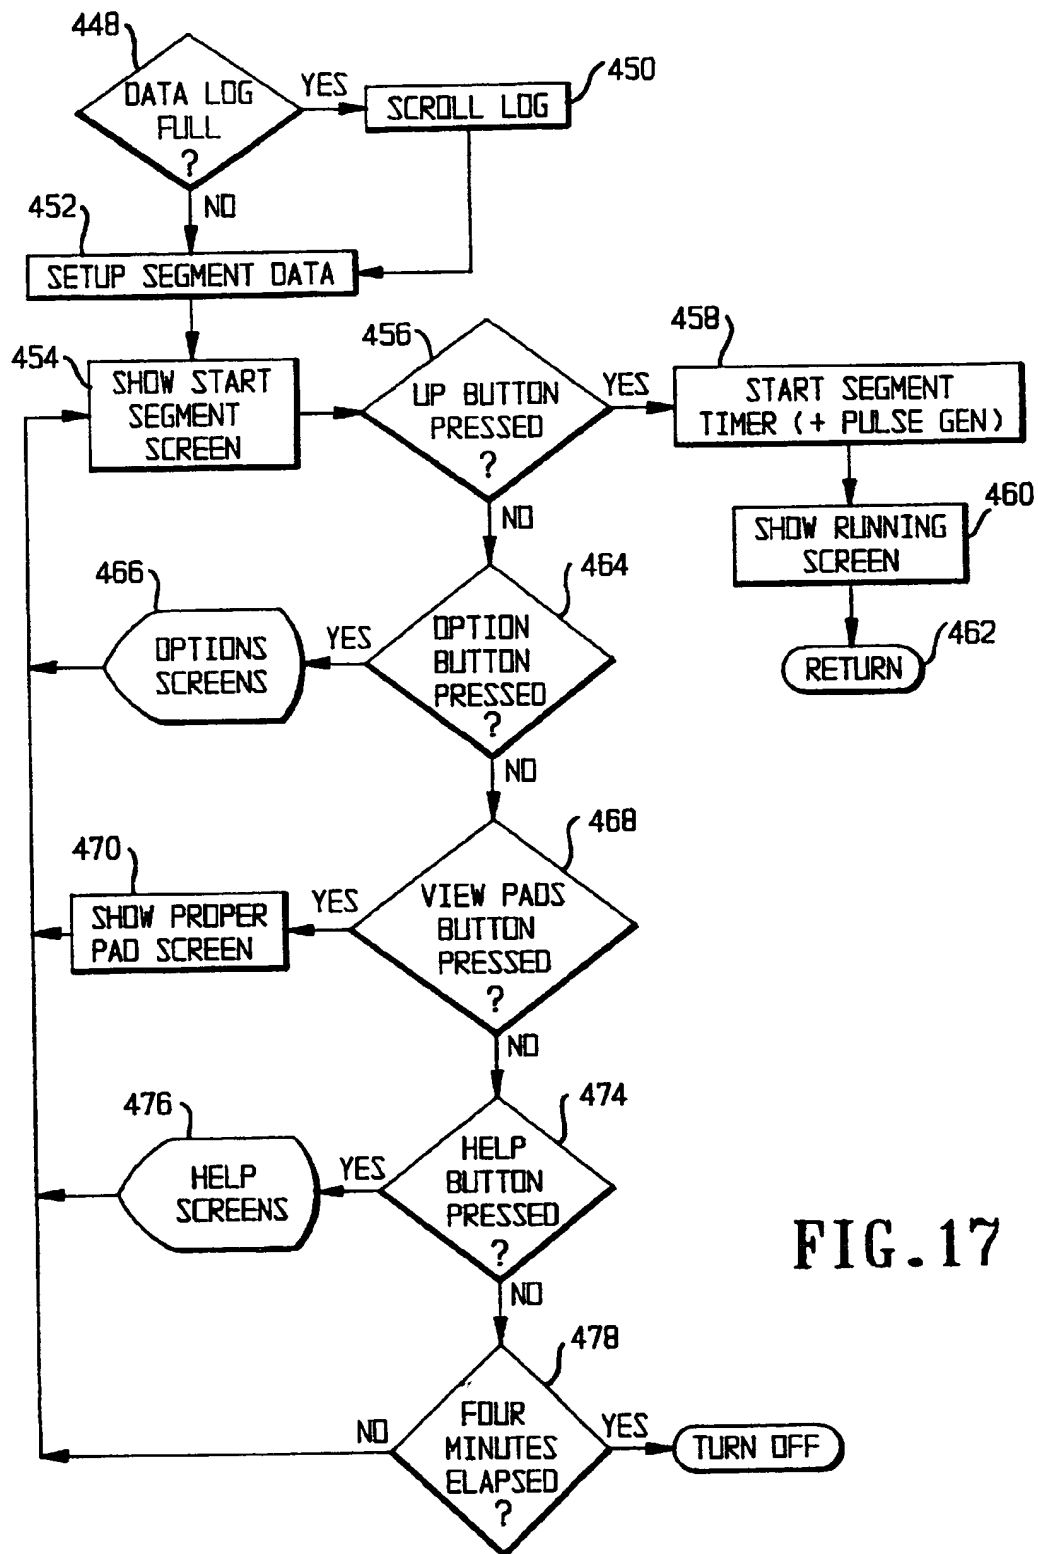 448
DATA LOG
FULL
?
YES
450
SCROLL LOG
NO
452
SETUP SEGMENT DATA
454
SHOW START
SEGMENT
SCREEN
456
UP BUTTON
PRESSED
?
YES
458
START SEGMENT
TIMER (+ PULSE GEN)
NO
460
SHOW RUNNING
SCREEN
462
RETURN
464
OPTION
BUTTON
PRESSED
?
YES
466
OPTIONS
SCREENS
NO
468
VIEW PADS
BUTTON
PRESSED
?
YES
470
SHOW PROPER
PAD SCREEN
NO
474
HELP
BUTTON
PRESSED
?
YES
476
HELP
SCREENS
FIG.17
NO
478
FOUR
MINUTES
ELAPSED
?
NO
YES
TURN OFF